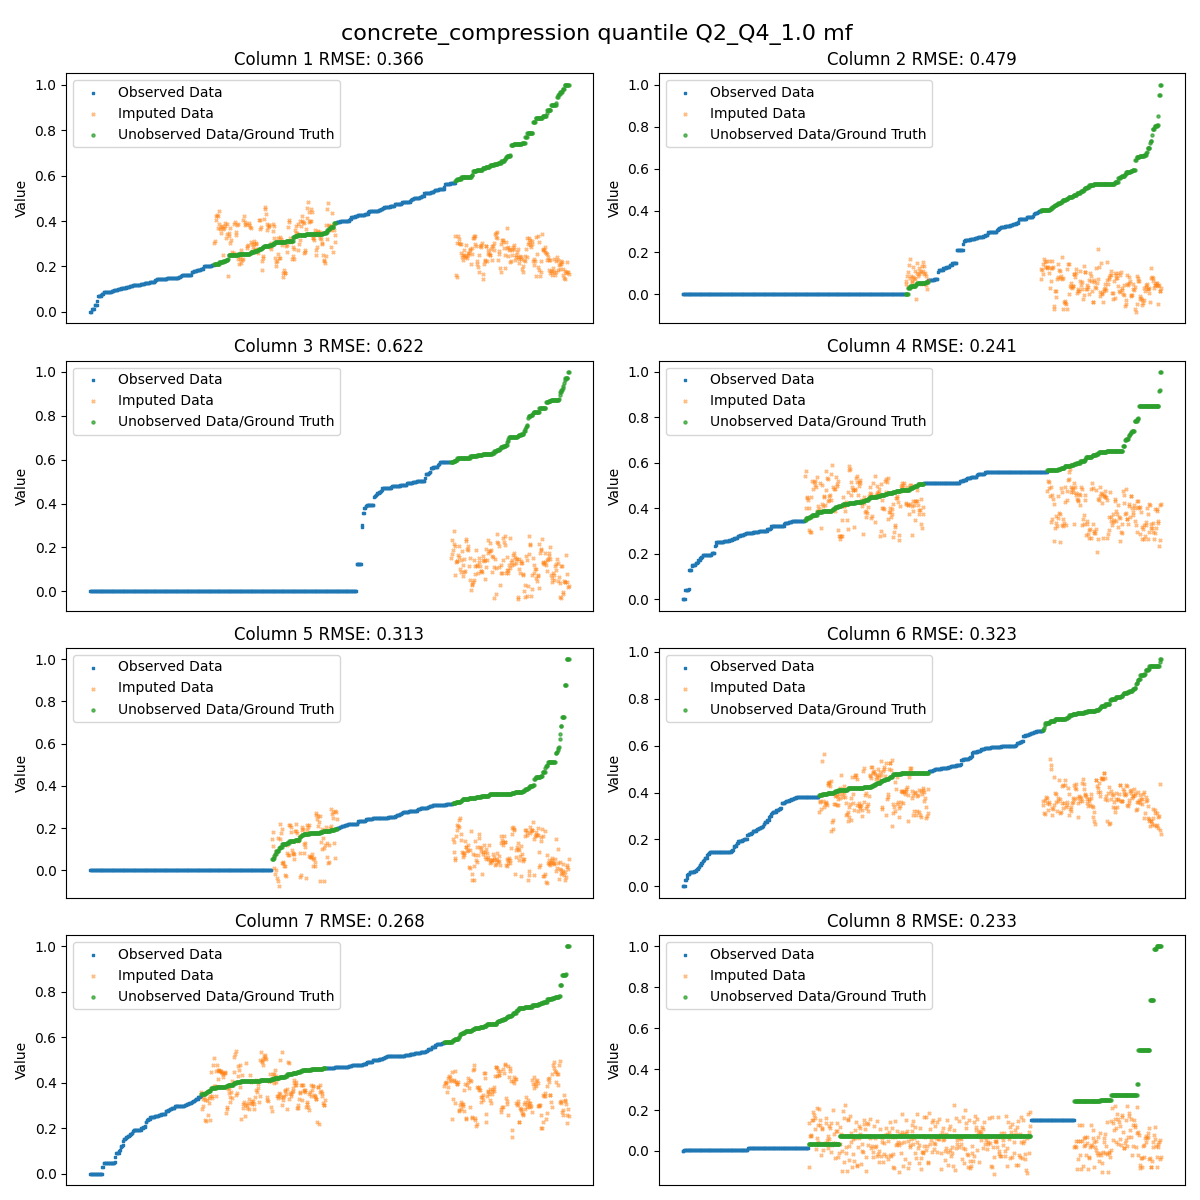 concrete_compression quantile Q2_Q4_1.0 mf
Column 1 RMSE: 0.366
1.0
0.8
0.6
0.4
0.2
0.0
Value
Observed Data
Imputed Data
Unobserved Data/Ground Truth
Column 2 RMSE: 0.479
1.0
0.8
0.6
0.4
0.2
0.0
Value
Observed Data
Imputed Data
Unobserved Data/Ground Truth
Column 3 RMSE: 0.622
1.0
0.8
0.6
0.4
0.2
0.0
Value
Observed Data
Imputed Data
Unobserved Data/Ground Truth
Column 4 RMSE: 0.241
1.0
0.8
0.6
0.4
0.2
0.0
Value
Observed Data
Imputed Data
Unobserved Data/Ground Truth
Column 5 RMSE: 0.313
1.0
0.8
0.6
0.4
0.2
0.0
Value
Observed Data
Imputed Data
Unobserved Data/Ground Truth
Column 6 RMSE: 0.323
1.0
0.8
0.6
0.4
0.2
0.0
Value
Observed Data
Imputed Data
Unobserved Data/Ground Truth
Column 7 RMSE: 0.268
1.0
0.8
0.6
0.4
0.2
0.0
Value
Observed Data
Imputed Data
Unobserved Data/Ground Truth
Column 8 RMSE: 0.233
1.0
0.8
0.6
0.4
0.2
0.0
Value
Observed Data
Imputed Data
Unobserved Data/Ground Truth